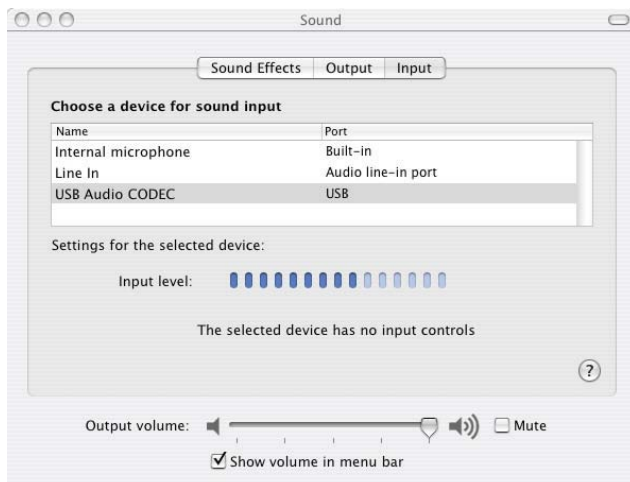 Sound
Sound Effects Output Input
Choose a device for sound input
Name Port
Internal microphone Built-in
Line In Audio line-in port
USB Audio CODEC USB
Settings for the selected device:
Input level:
The selected device has no input controls
?
Output volume: Mute
Show volume in menu bar